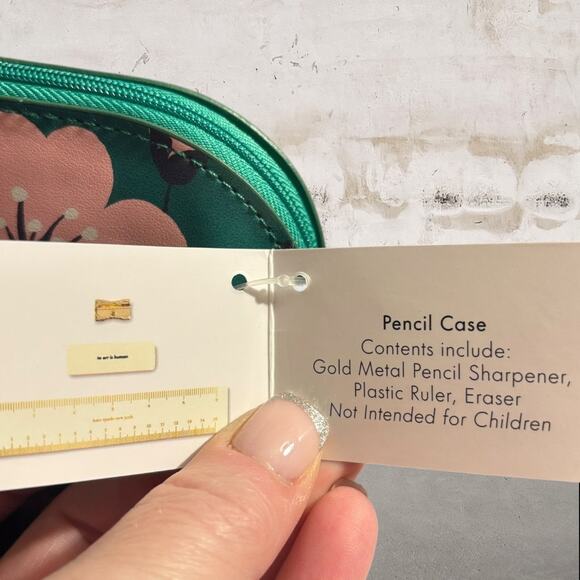 to err is human
Pencil Case
Contents include:
Gold Metal Pencil Sharpener,
Plastic Ruler, Eraser
Not Intended for Children